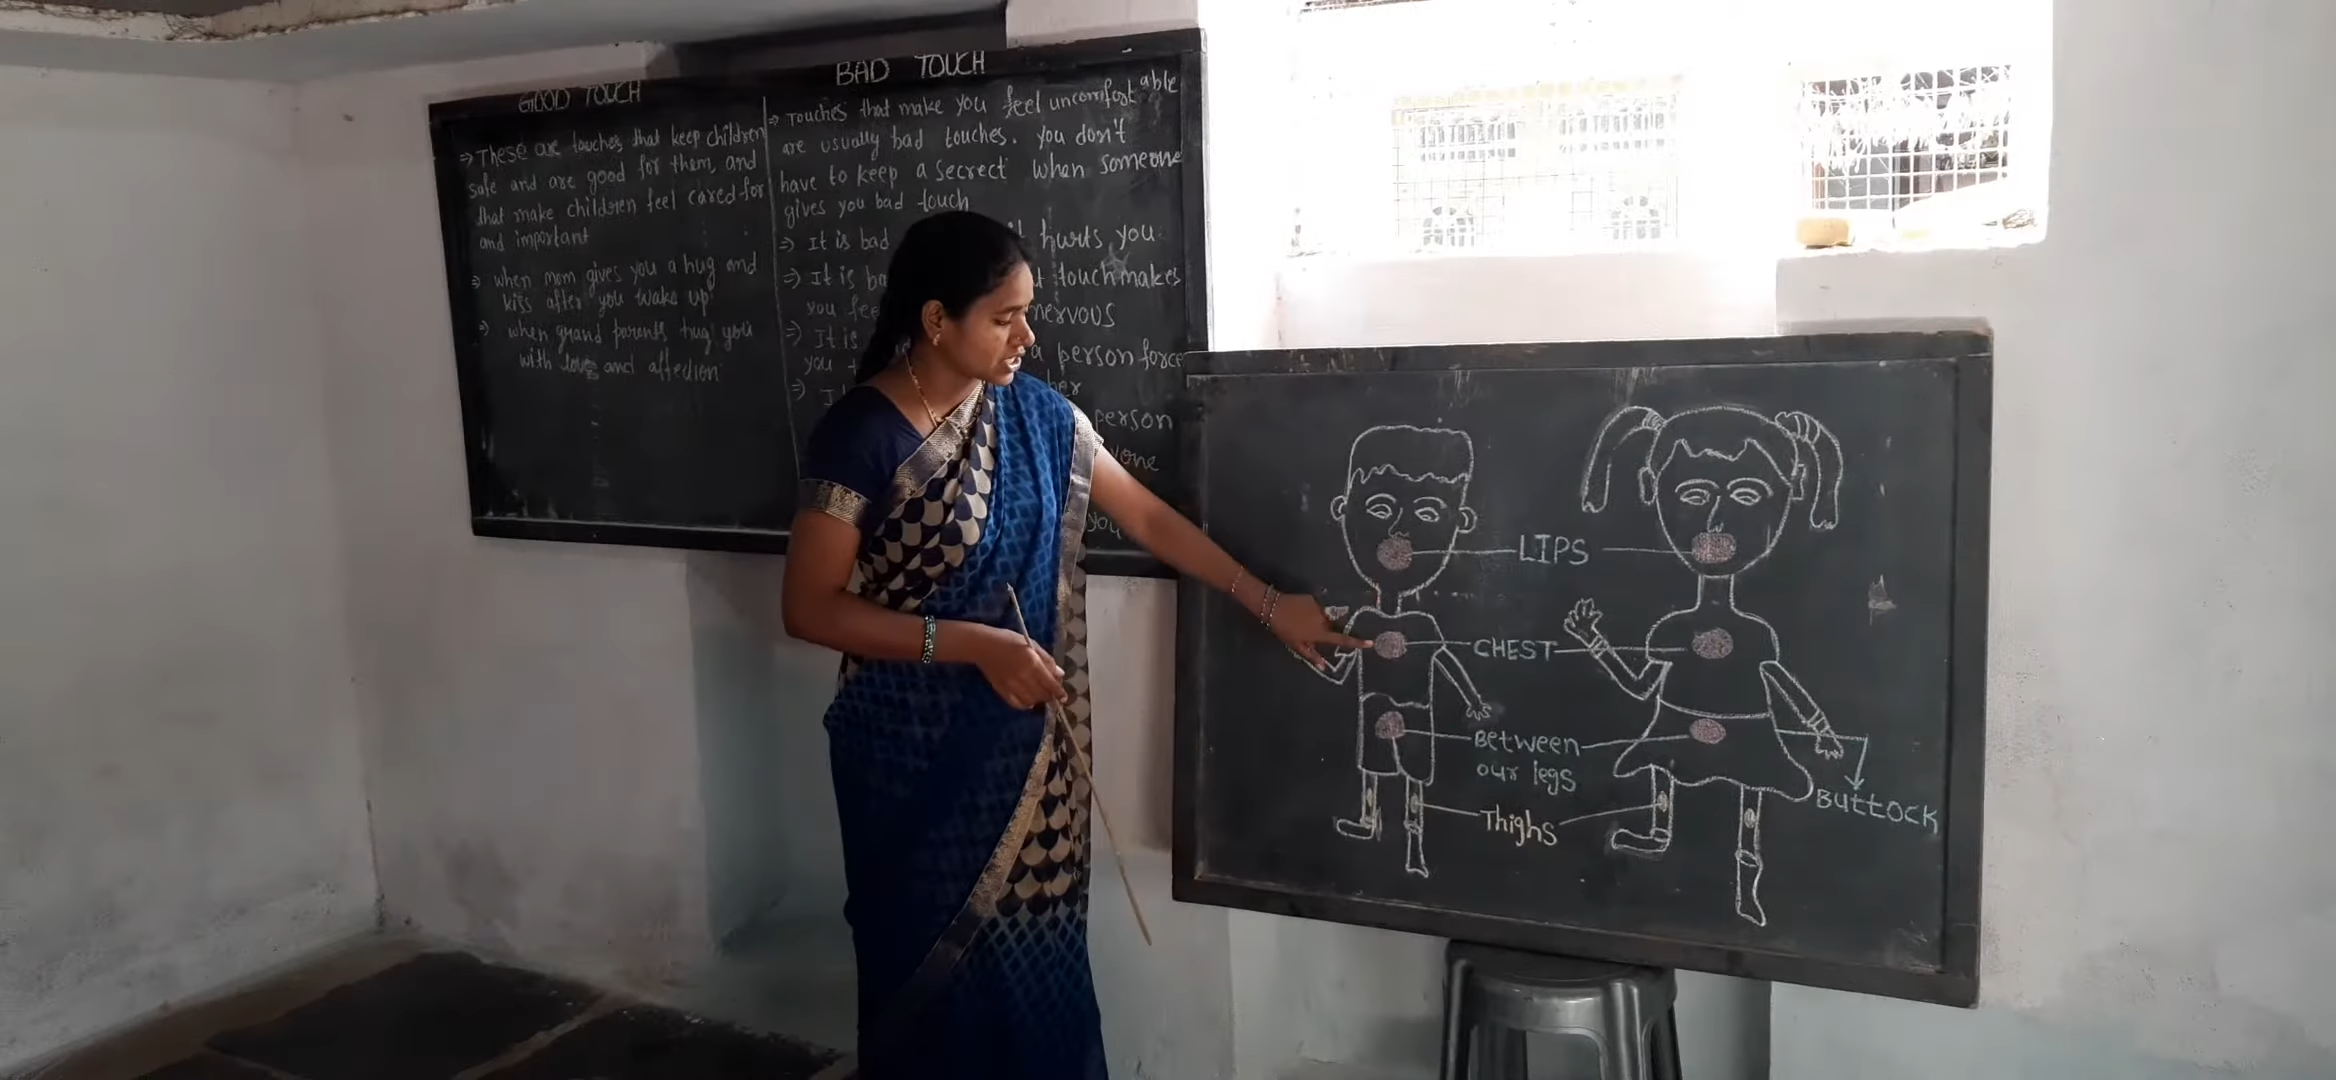 GOOD TOUCH
⇒ These are touches that keep children
safe and are good for them, and
that make children feel cared for
and important
⇒ when mom gives you a hug and
kiss after you wake up
⇒ when grand parents hug you
with love and affection
BAD TOUCH
⇒ Touches that make you feel uncomfortable
are usually bad touches. you don't
have to keep a secrect when someone
gives you bad touch
⇒ It is bad hurts you
⇒ It is touch makes
you nervous
⇒ It is a person force
you
⇒
person
you
LIPS
CHEST
Between
our legs
Thighs
Buttock